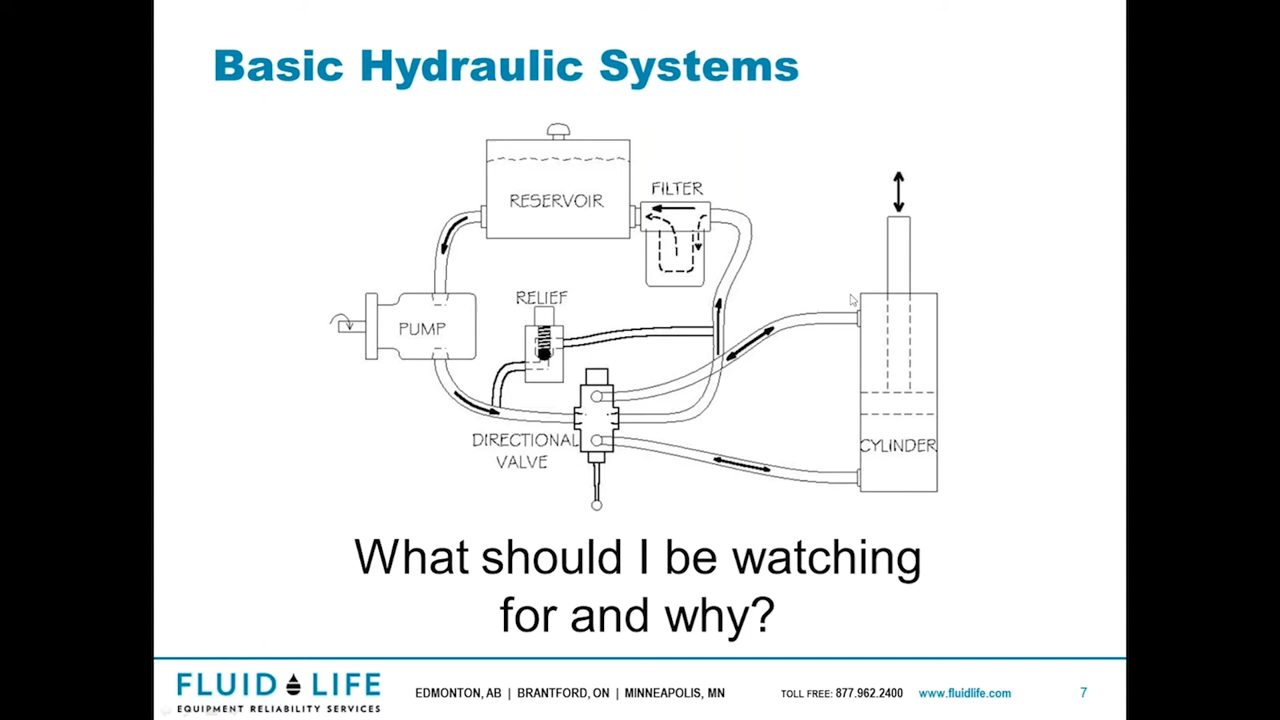 Basic Hydraulic Systems
RESERVOIR
FILTER
RELIEF
PUMP
DIRECTIONAL
VALVE
CYLINDER
What should I be watching
for and why?
FLUID LIFE
EQUIPMENT RELIABILITY SERVICES
EDMONTON, AB | BRANTFORD, ON | MINNEAPOLIS, MN
TOLL FREE: 877.962.2400
www.fluidlife.com
7